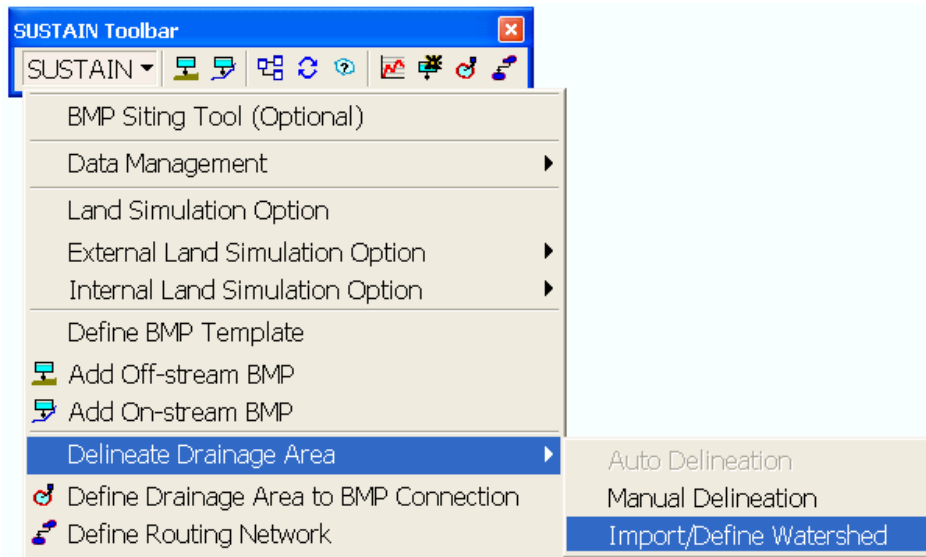 SUSTAIN Toolbar
SUSTAIN
BMP Siting Tool (Optional)
Data Management
Land Simulation Option
External Land Simulation Option
Internal Land Simulation Option
Define BMP Template
Add Off-stream BMP
Add On-stream BMP
Delineate Drainage Area
Auto Delineation
Define Drainage Area to BMP Connection
Manual Delineation
Define Routing Network
Import/Define Watershed